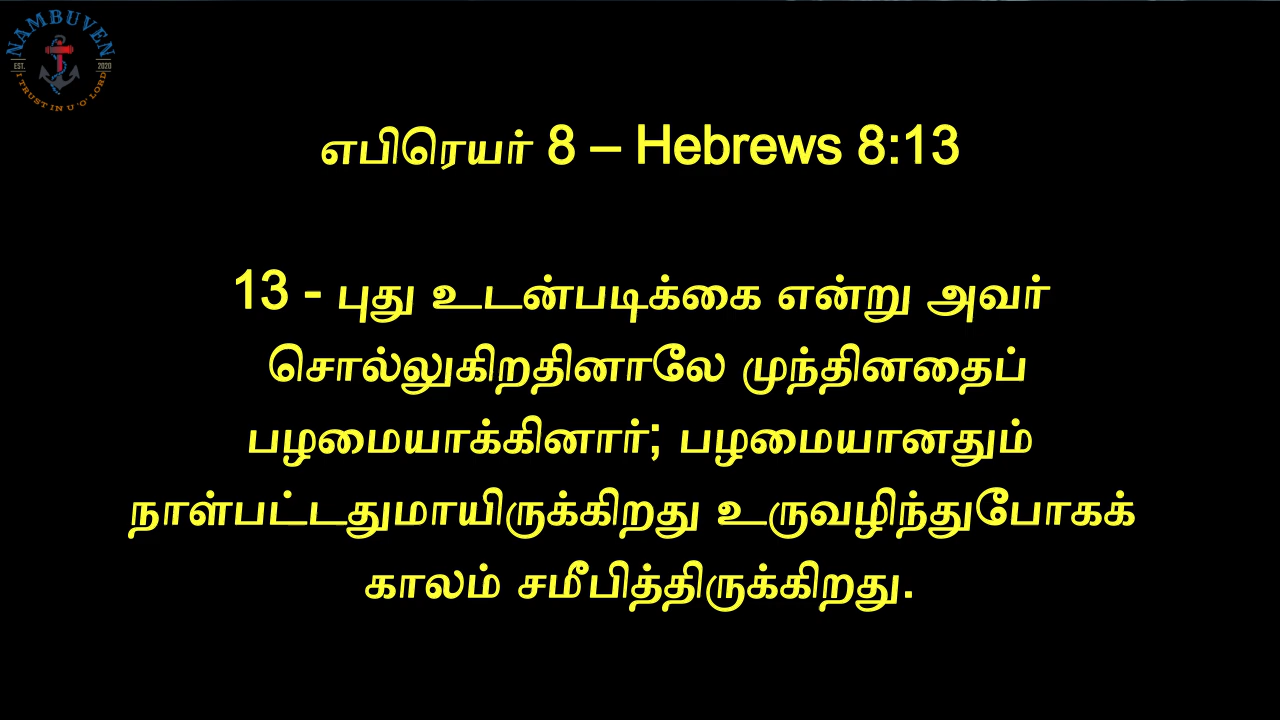 NAMBUVEN
EST. 2020
I TRUST IN U 'O' LORD
எபிரெயர் 8 – Hebrews 8:13
13 - புது உடன்படிக்கை என்று அவர்
சொல்லுகிறதினாலே முந்தினதைப்
பழமையாக்கினார்; பழமையானதும்
நாள்பட்டதுமாயிருக்கிறது உருவழிந்துபோகக்
காலம் சமீபித்திருக்கிறது.